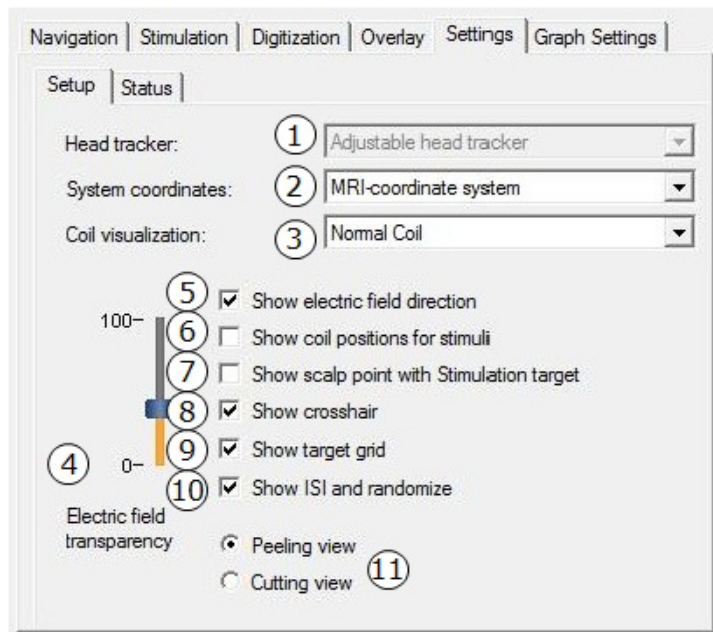 Navigation Stimulation Digitization Overlay Settings Graph Settings
Setup Status
Head tracker: 1 Adjustable head tracker
System coordinates: 2 MRI-coordinate system
Coil visualization: 3 Normal Coil
5 Show electric field direction
100 6 Show coil positions for stimuli
7 Show scalp point with Stimulation target
8 Show crosshair
9 Show target grid
4 0 10 Show ISI and randomize
Electric field
transparency
Peeling view
Cutting view 11